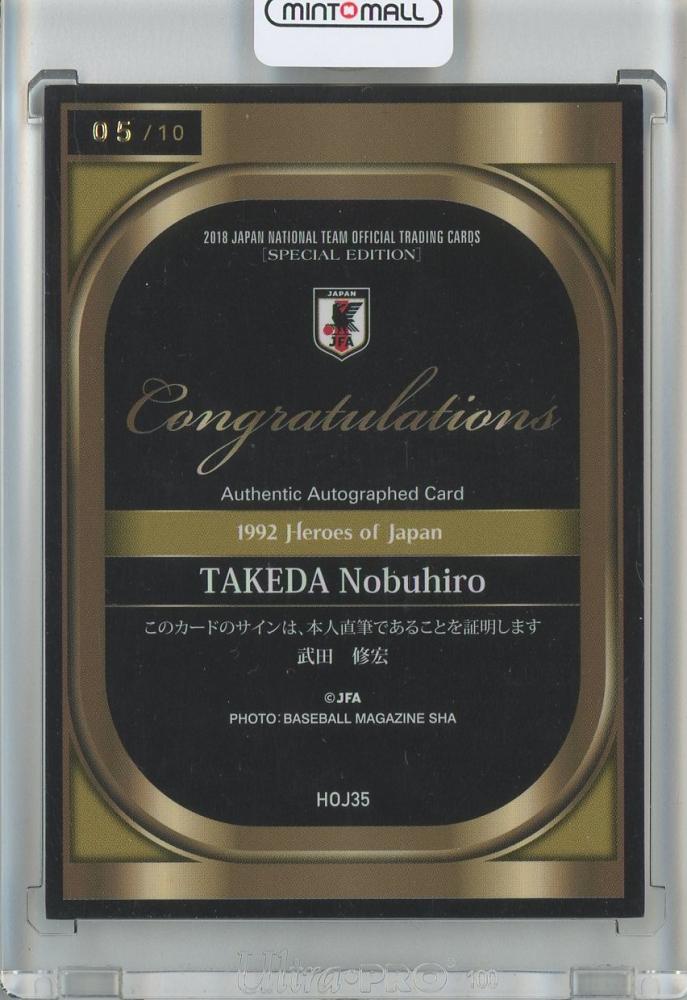 MINTMALL
05/10
2018 JAPAN NATIONAL TEAM OFFICIAL TRADING CARDS
[SPECIAL EDITION]
JAPAN
JFA
Congratulations
Authentic Autographed Card
1992 Heroes of Japan
TAKEDA Nobuhiro
このカードのサインは、本人直筆であることを証明します
武田 修宏
©JFA
PHOTO:BASEBALL MAGAZINE SHA
HOJ35
Ultra•PRO® 100